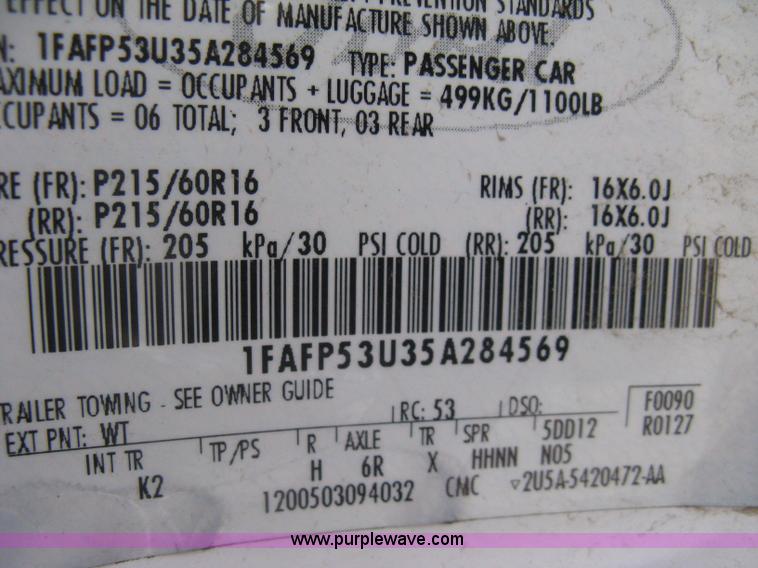 EFFECT ON THE DATE OF MANUFACTURE SHOWN ABOVE.
N: 1FAFP53U35A284569 TYPE: PASSENGER CAR
AXIMUM LOAD = OCCUPANTS + LUGGAGE = 499KG/1100LB
CCUPANTS = 06 TOTAL; 3 FRONT, 03 REAR
RE (FR): P215/60R16 RIMS (FR): 16X6.0J
(RR): P215/60R16 (RR): 16X6.0J
RESSURE (FR): 205 kPa/30 PSI COLD (RR): 205 kPa/30 PSI COLD
1FAFP53U35A284569
TRAILER TOWING - SEE OWNER GUIDE
EXT PNT: WT RC: 53 DSO: F0090
INT TR TP/PS R AXLE TR SPR 5DD12 R0127
K2 H 6R X HHNN N05
1200503094032 CMC ▿2U5A-5420472-AA
www.purplewave.com